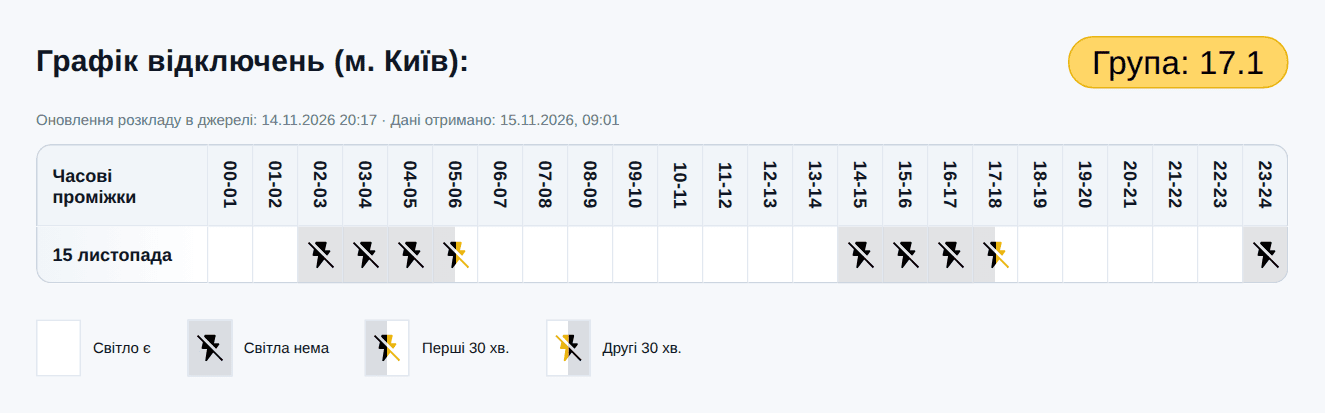 Графік відключень (м. Київ):
Група: 17.1
Оновлення розкладу в джерелі: 14.11.2026 20:17 · Дані отримано: 15.11.2026, 09:01
Часові
проміжки
00-01
01-02
02-03
03-04
04-05
05-06
06-07
07-08
08-09
09-10
10-11
11-12
12-13
13-14
14-15
15-16
16-17
17-18
18-19
19-20
20-21
21-22
22-23
23-24
15 листопада
Світло є
Світла нема
Перші 30 хв.
Другі 30 хв.